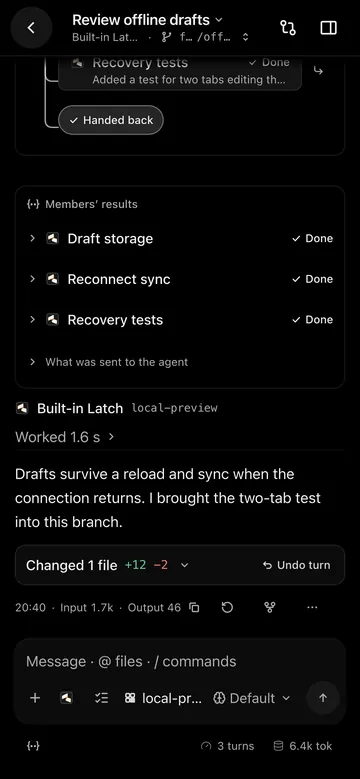 Review offline drafts
Built-in Lat… · f… /off…
Recovery tests Done
Added a test for two tabs editing th…
Handed back
Members' results
Draft storage Done
Reconnect sync Done
Recovery tests Done
What was sent to the agent
Built-in Latch local-preview
Worked 1.6 s
Drafts survive a reload and sync when the
connection returns. I brought the two-tab test
into this branch.
Changed 1 file +12 −2 Undo turn
20:40 · Input 1.7k · Output 46
Message · @ files · / commands
local-pr… Default
3 turns 6.4k tok